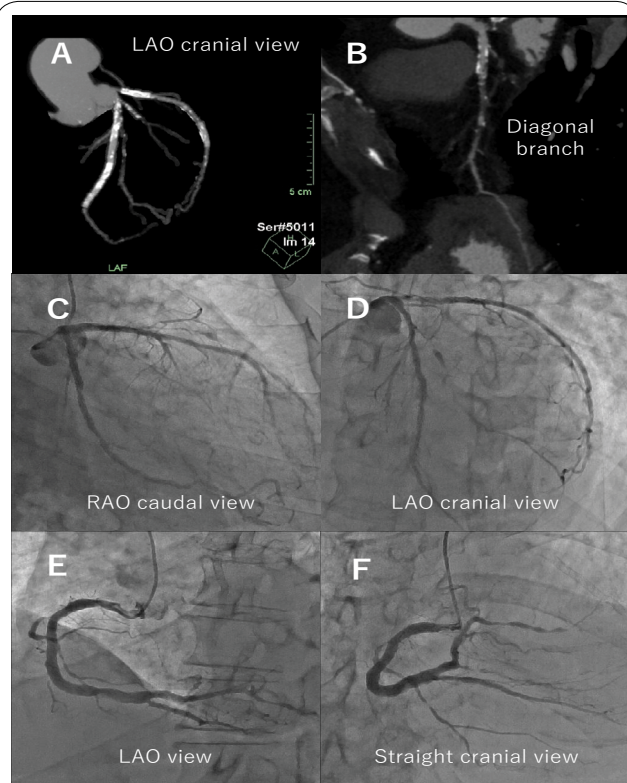 A
LAO cranial view
5 cm
Ser#5011
Im 14
H
A
L
LAF
B
Diagonal
branch
C
RAO caudal view
D
LAO cranial view
E
LAO view
F
Straight cranial view